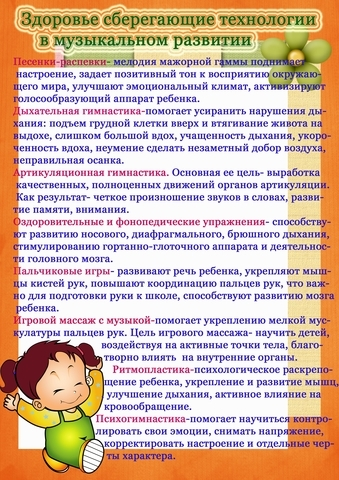 Здоровье сберегающие технологии
в музыкальном развитии
Песенки-распевки- мелодия мажорной гаммы поднимает
настроение, задает позитивный тон к восприятию окружаю-
щего мира, улучшают эмоциональный климат, активизируют
голосообразующий аппарат ребенка.
Дыхательная гимнастика-помогает усиранить нарушения ды-
хания: подъем грудной клетки вверх и втягивание живота на
выдохе, слишком большой вдох, учащенность дыхания, укоро-
ченность вдоха, неумение сделать незаметный добор воздуха,
неправильная осанка.
Артикуляционная гимнастика. Основная ее цель- выработка
качественных, полноценных движений органов артикуляции.
Как результат- четкое произношение звуков в словах, разви-
тие памяти, внимания.
Оздоровительные и фонопедические упражнения- способству-
ют развитию носового, диафрагмального, брюшного дыхания,
стимулированию гортанно-глоточного аппарата и деятельнос-
ти головного мозга.
Пальчиковые игры- развивают речь ребенка, укрепляют мыш-
цы кистей рук, повышают координацию пальцев рук, что важ-
но для подготовки руки к школе, способствуют развитию мозга
ребенка.
Игровой массаж с музыкой-помогает укреплению мелкой мус-
кулатуры пальцев рук. Цель игрового массажа- научить детей,
воздействуя на активные точки тела, благо-
творно влиять на внутренние органы.
Ритмопластика-психологическое раскрепо-
щение ребенка, укрепление и развитие мышц,
улучшение дыхания, активное влияние на
кровообращение.
Психогимнастика-помогает научиться контро-
лировать свои эмоции, снимать напряжение,
корректировать настроение и отдельные чер-
ты характера.